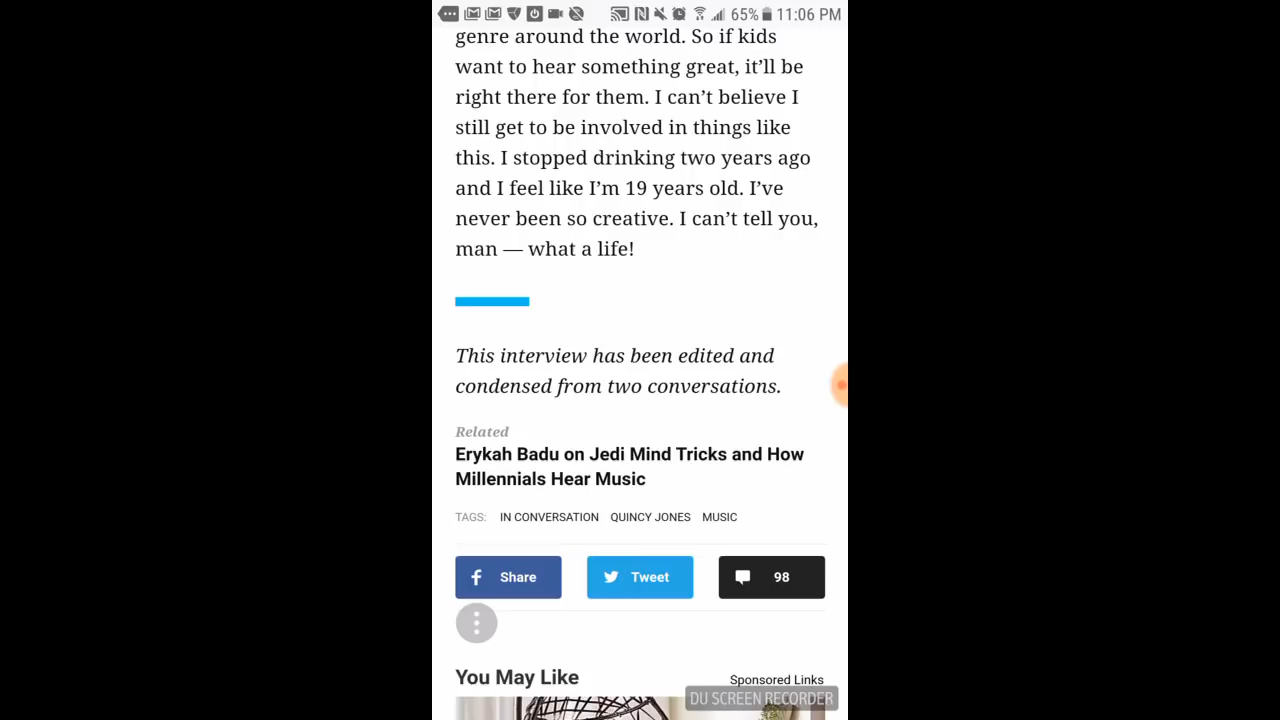 65% 11:06 PM
genre around the world. So if kids
want to hear something great, it’ll be
right there for them. I can’t believe I
still get to be involved in things like
this. I stopped drinking two years ago
and I feel like I’m 19 years old. I’ve
never been so creative. I can’t tell you,
man — what a life!
This interview has been edited and
condensed from two conversations.
Related
Erykah Badu on Jedi Mind Tricks and How
Millennials Hear Music
TAGS: IN CONVERSATION QUINCY JONES MUSIC
Share Tweet 98
You May Like Sponsored Links
DU SCREEN RECORDER